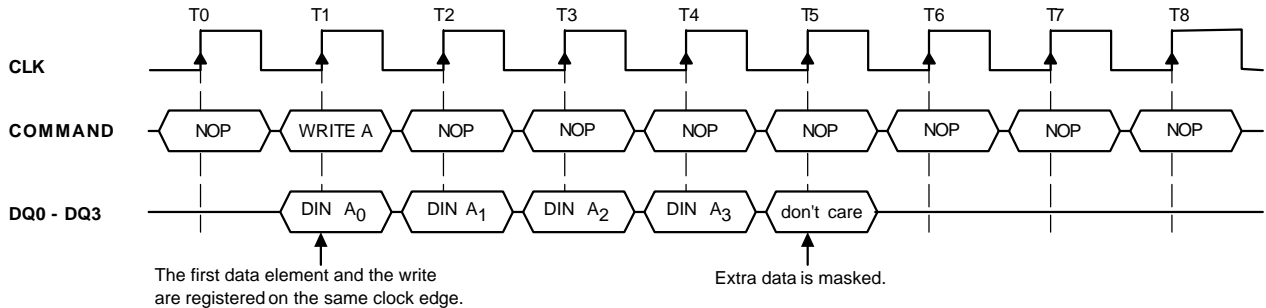 T0 T1 T2 T3 T4 T5 T6 T7 T8
CLK
COMMAND NOP WRITE A NOP NOP NOP NOP NOP NOP NOP
DQ0 - DQ3 DIN A0 DIN A1 DIN A2 DIN A3 don't care
The first data element and the write
are registered on the same clock edge.
Extra data is masked.